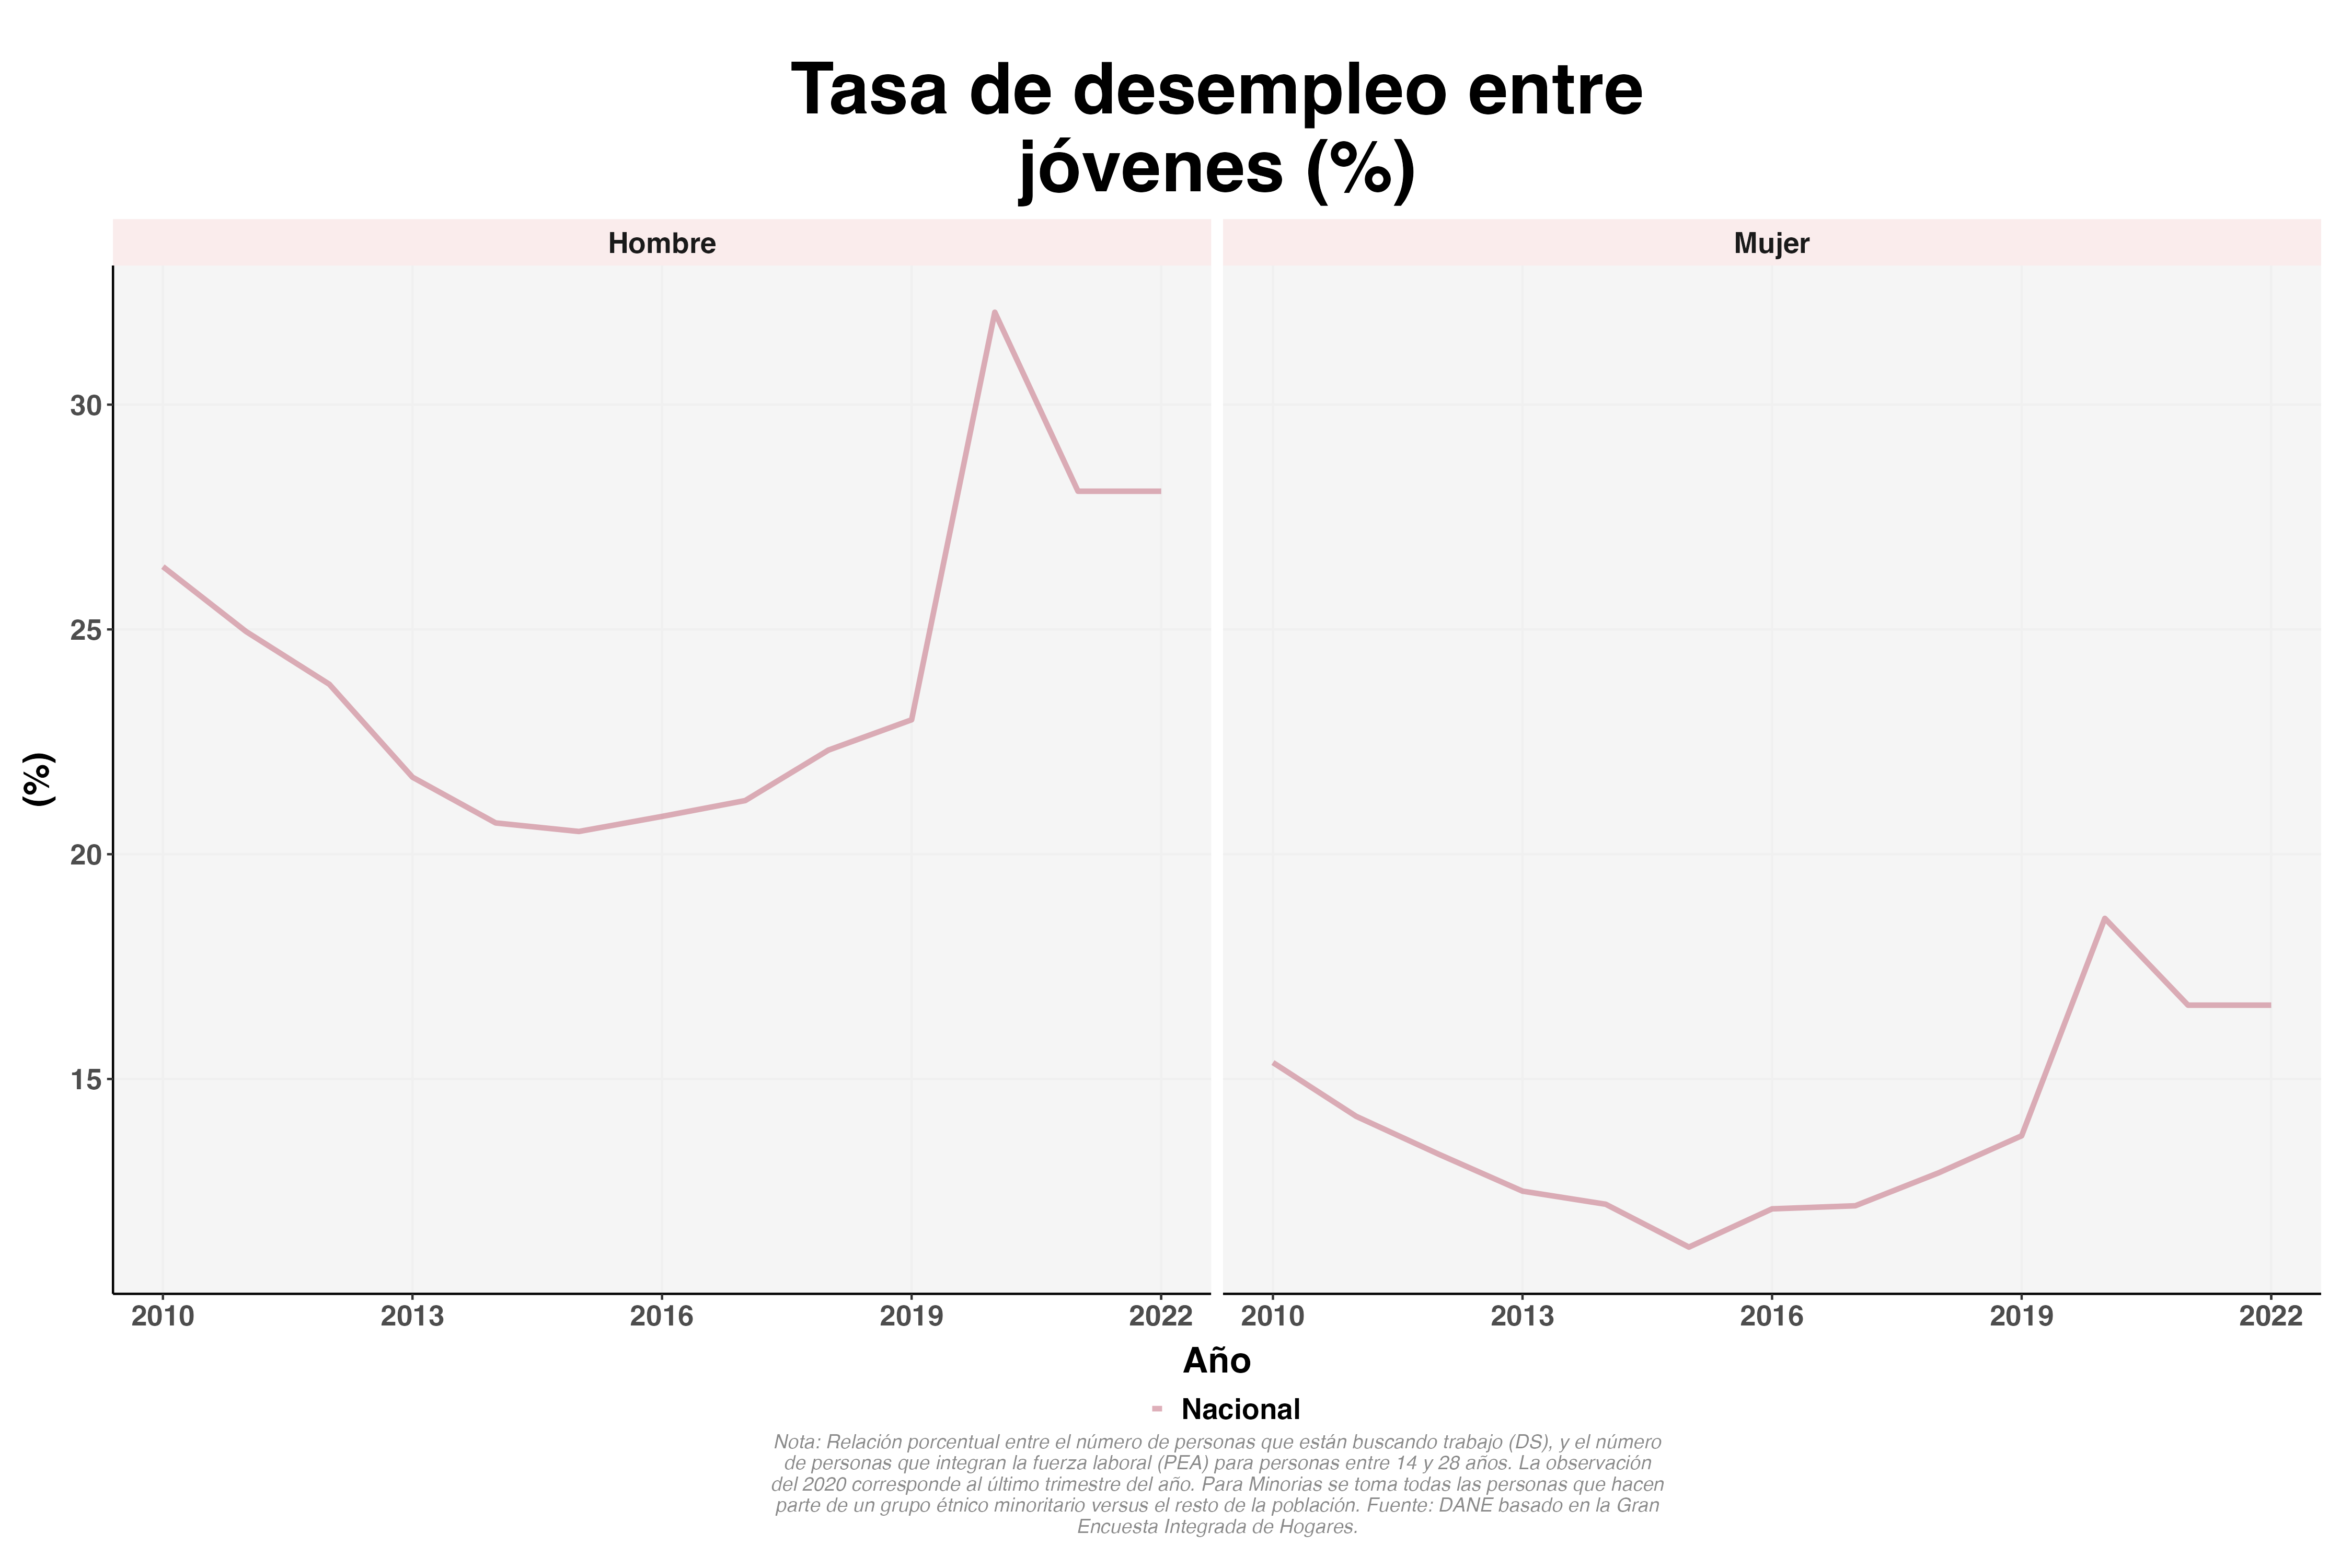 Tasa de desempleo entre
jóvenes (%)
Hombre
Mujer
(%)
30
25
20
15
2010 2013 2016 2019 2022
2010 2013 2016 2019 2022
Año
Nacional
Nota: Relación porcentual entre el número de personas que están buscando trabajo (DS), y el número
de personas que integran la fuerza laboral (PEA) para personas entre 14 y 28 años. La observación
del 2020 corresponde al último trimestre del año. Para Minorias se toma todas las personas que hacen
parte de un grupo étnico minoritario versus el resto de la población. Fuente: DANE basado en la Gran
Encuesta Integrada de Hogares.